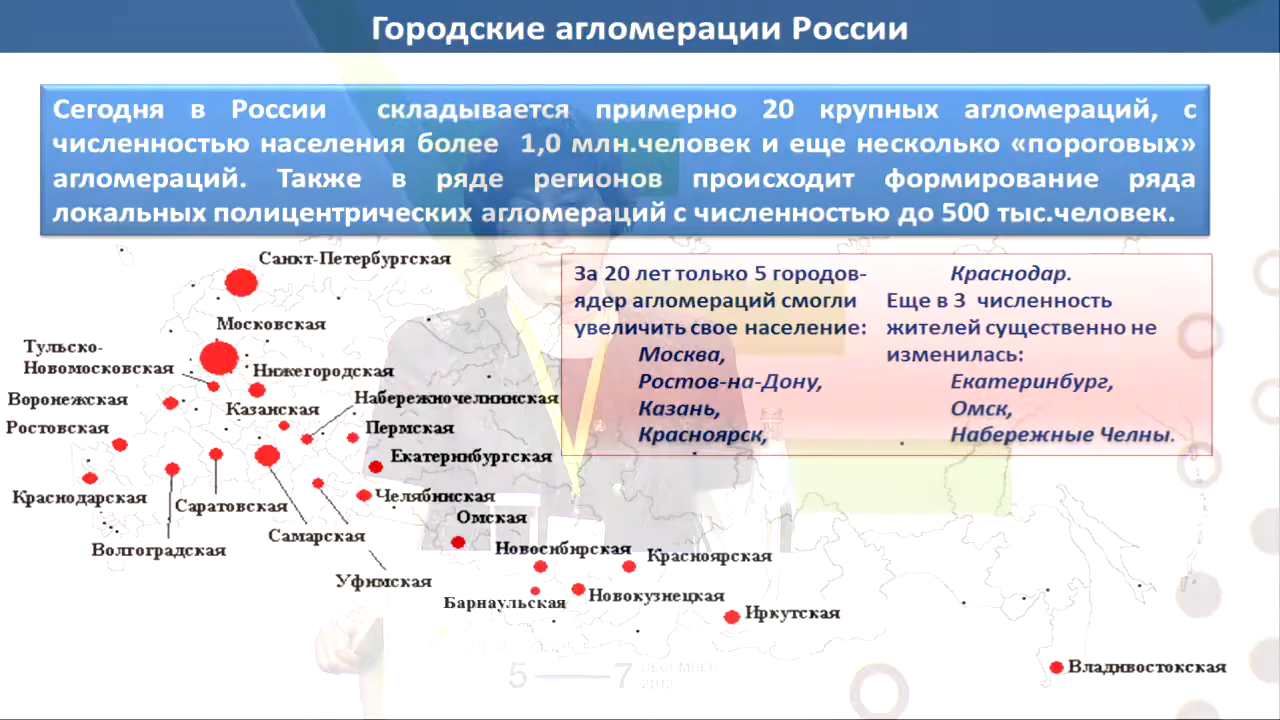 Городские агломерации России
Сегодня в России складывается примерно 20 крупных агломераций, с
численностью населения более 1,0 млн.человек и еще несколько «пороговых»
агломераций. Также в ряде регионов происходит формирование ряда
локальных полицентрических агломераций с численностью до 500 тыс.человек.
За 20 лет только 5 городов-
ядер агломераций смогли
увеличить свое население:
Москва,
Ростов-на-Дону,
Казань,
Красноярск,
Краснодар.
Еще в 3 численность
жителей существенно не
изменилась:
Екатеринбург,
Омск,
Набережные Челны.
Санкт-Петербургская
Московская
Тульско-
Новомосковская
Нижегородская
Воронежская
Казанская
Набережночелнинская
Ростовская
Пермская
Екатеринбургская
Краснодарская
Саратовская
Челябинская
Волгоградская
Самарская
Омская
Уфимская
Новосибирская
Красноярская
Барнаульская
Новокузнецкая
Иркутская
Владивостокская
5 — 7 DECEMBER
2013